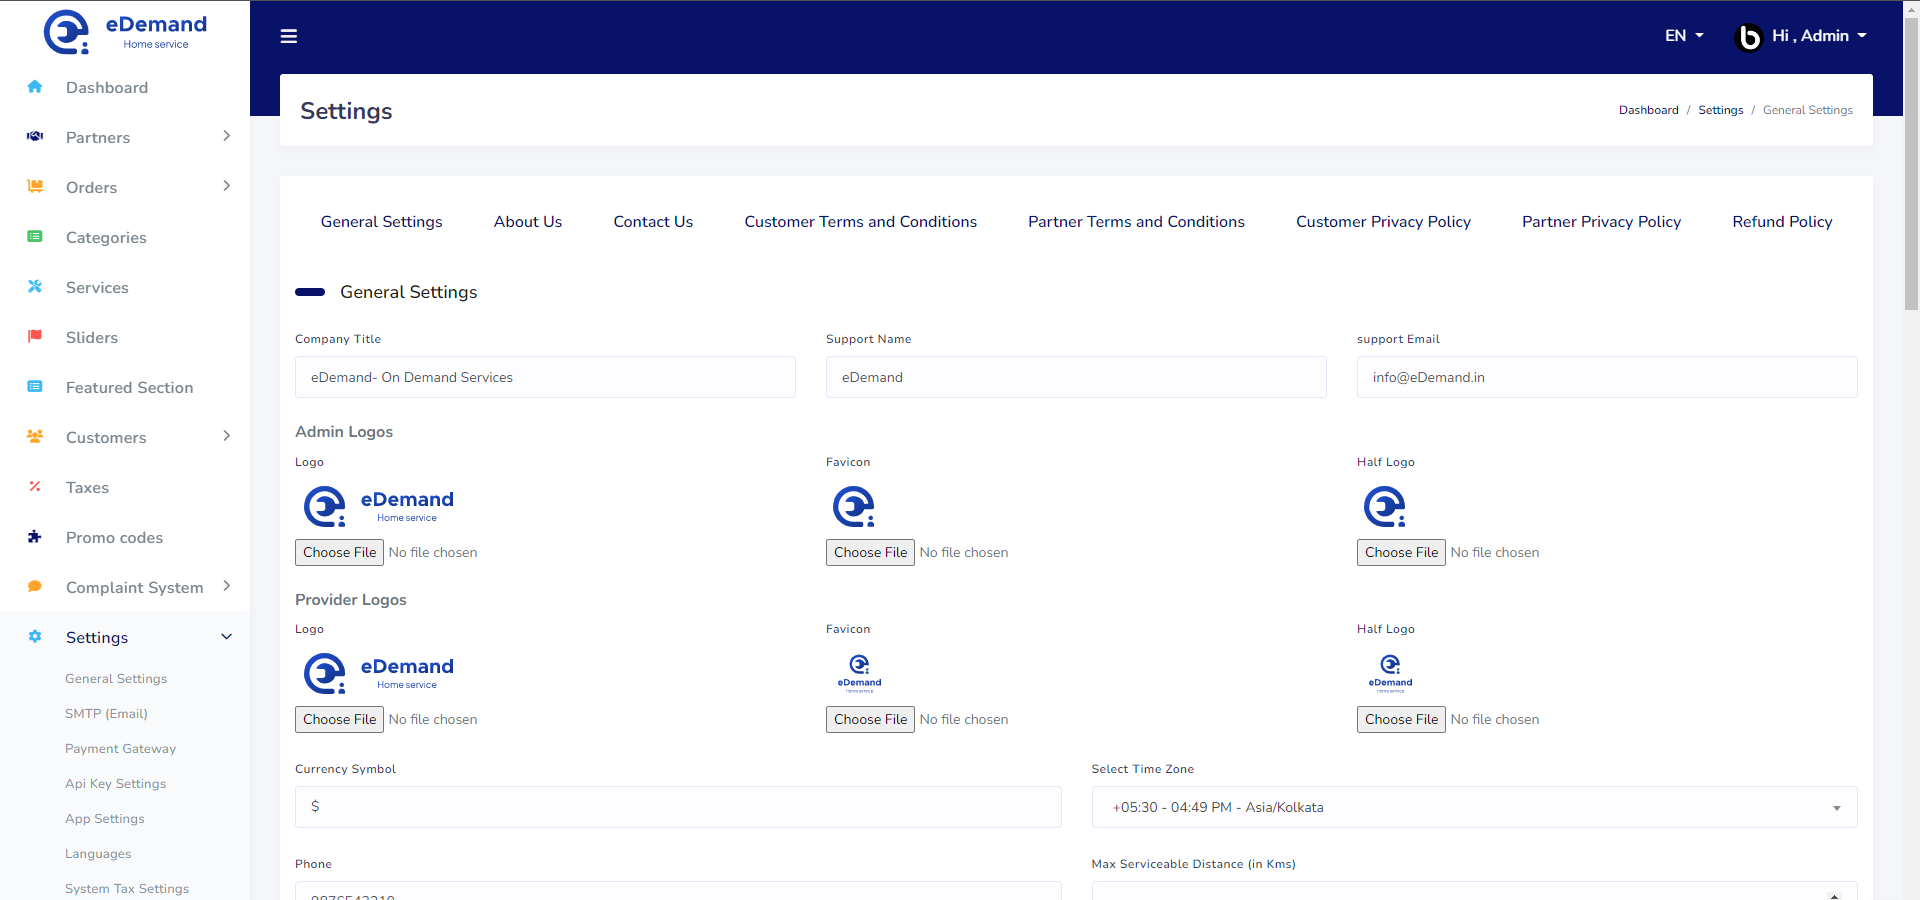 eDemand
Home service
EN
Hi , Admin
Dashboard
Partners
Orders
Categories
Services
Sliders
Featured Section
Customers
Taxes
Promo codes
Complaint System
Settings
General Settings
SMTP (Email)
Payment Gateway
Api Key Settings
App Settings
Languages
System Tax Settings
Settings
Dashboard / Settings / General Settings
General Settings About Us Contact Us Customer Terms and Conditions Partner Terms and Conditions Customer Privacy Policy Partner Privacy Policy Refund Policy
General Settings
Company Title Support Name support Email
eDemand- On Demand Services eDemand info@eDemand.in
Admin Logos
Logo Favicon Half Logo
eDemand
Home service
Choose File No file chosen Choose File No file chosen Choose File No file chosen
Provider Logos
Logo Favicon Half Logo
eDemand eDemand eDemand
Home service Home service Home service
Choose File No file chosen Choose File No file chosen Choose File No file chosen
Currency Symbol Select Time Zone
$ +05:30 - 04:49 PM - Asia/Kolkata
Phone Max Serviceable Distance (in Kms)
9876543210